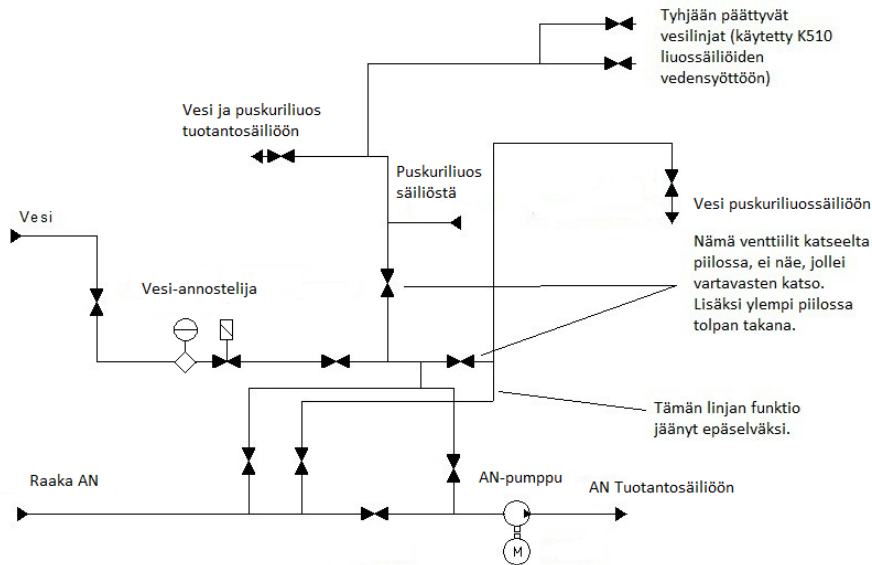 Tyhjään päättyvät
vesilinjat (käytetty K510
liuossäiliöiden
vedensyöttöön)
Vesi ja puskuriliuos
tuotantosäiliöön
Puskuriliuos
säiliöstä
Vesi puskuriliuossäiliöön
Vesi
Nämä venttiilit katseelta
piilossa, ei näe, jollei
vartavasten katso.
Lisäksi ylempi piilossa
tolpan takana.
Vesi-annostelija
Tämän linjan funktio
jäänyt epäselväksi.
Raaka AN
AN-pumppu
AN Tuotantosäiliöön
M